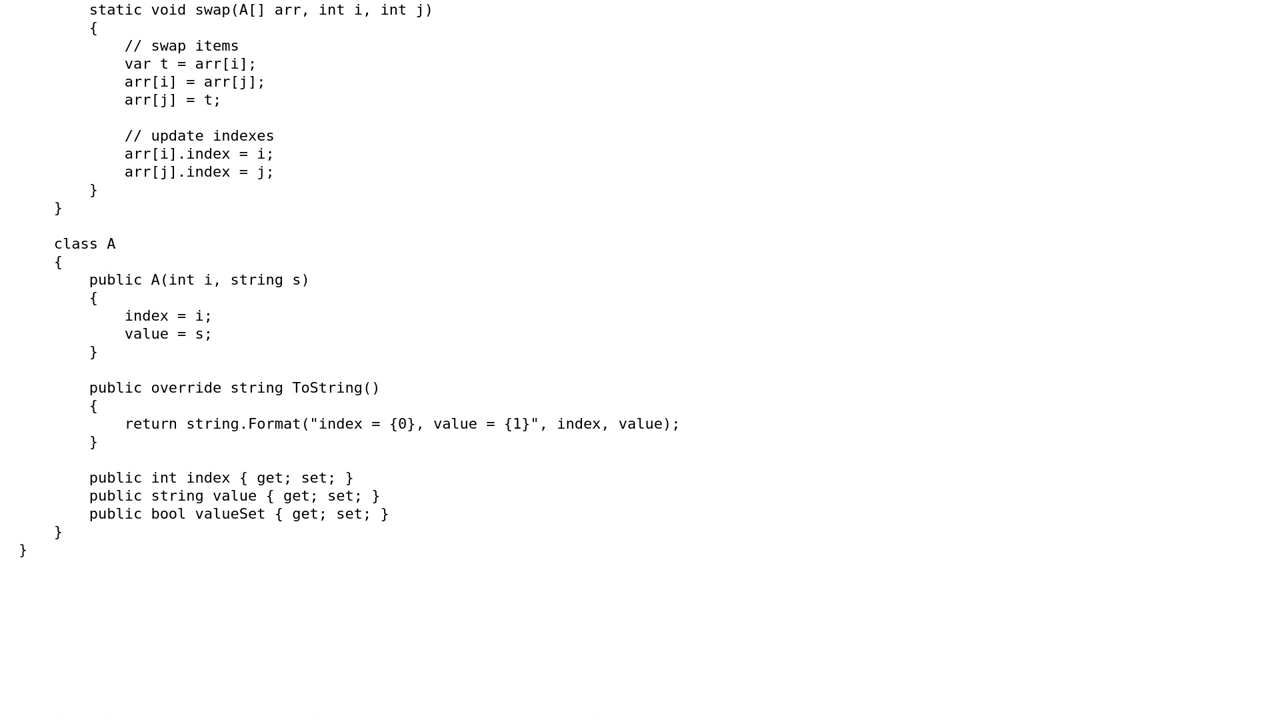 static void swap(A[] arr, int i, int j)
        {
            // swap items
            var t = arr[i];
            arr[i] = arr[j];
            arr[j] = t;

            // update indexes
            arr[i].index = i;
            arr[j].index = j;
        }
    }

    class A
    {
        public A(int i, string s)
        {
            index = i;
            value = s;
        }

        public override string ToString()
        {
            return string.Format("index = {0}, value = {1}", index, value);
        }

        public int index { get; set; }
        public string value { get; set; }
        public bool valueSet { get; set; }
    }
}